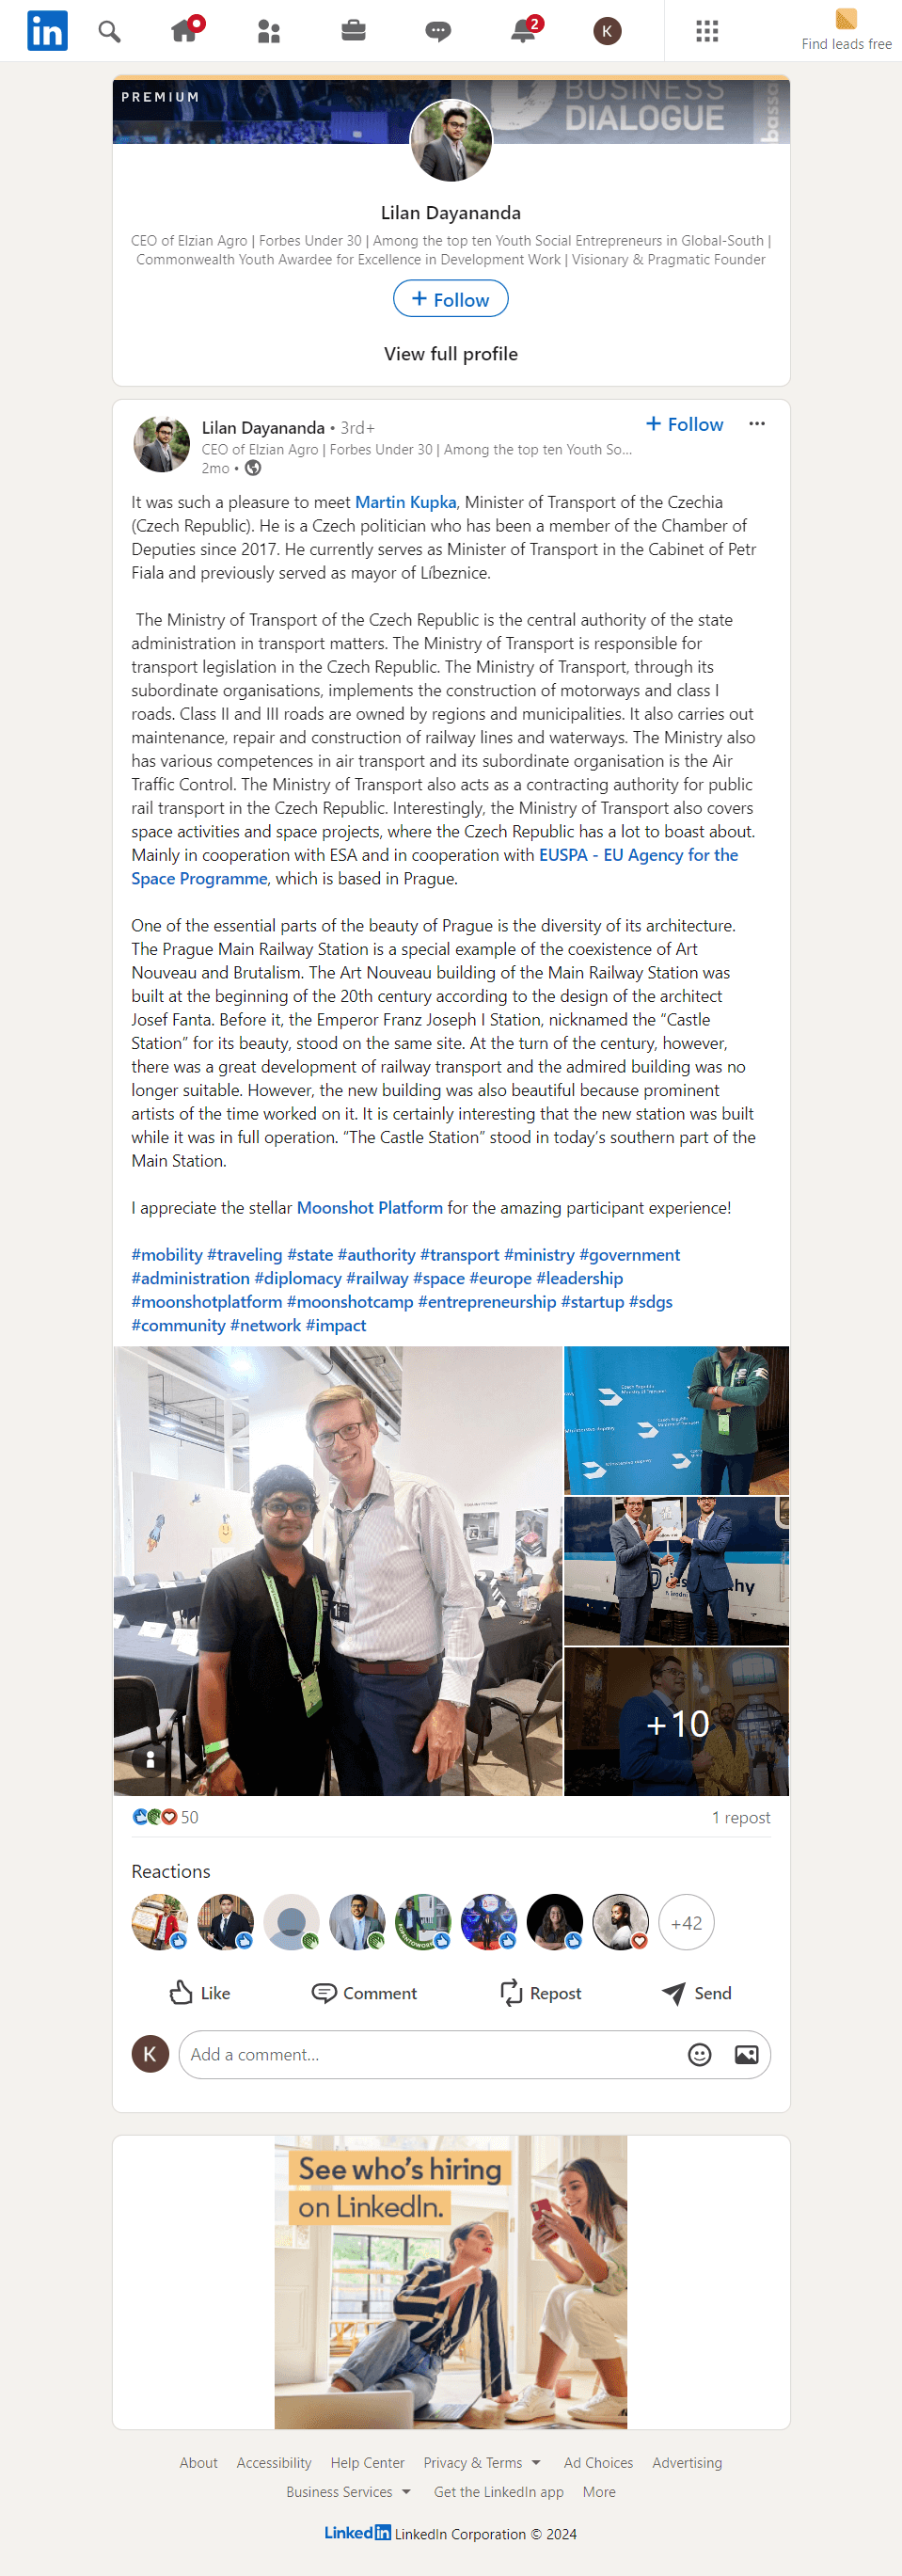 in
2
K
Find leads free
PREMIUM
BUSINESS
DIALOGUE
bassa
Lilan Dayananda
CEO of Elzian Agro | Forbes Under 30 | Among the top ten Youth Social Entrepreneurs in Global-South |
Commonwealth Youth Awardee for Excellence in Development Work | Visionary & Pragmatic Founder
+ Follow
View full profile
Lilan Dayananda • 3rd+
+ Follow
CEO of Elzian Agro | Forbes Under 30 | Among the top ten Youth So...
2mo •
It was such a pleasure to meet Martin Kupka, Minister of Transport of the Czechia
(Czech Republic). He is a Czech politician who has been a member of the Chamber of
Deputies since 2017. He currently serves as Minister of Transport in the Cabinet of Petr
Fiala and previously served as mayor of Líbeznice.
The Ministry of Transport of the Czech Republic is the central authority of the state
administration in transport matters. The Ministry of Transport is responsible for
transport legislation in the Czech Republic. The Ministry of Transport, through its
subordinate organisations, implements the construction of motorways and class I
roads. Class II and III roads are owned by regions and municipalities. It also carries out
maintenance, repair and construction of railway lines and waterways. The Ministry also
has various competences in air transport and its subordinate organisation is the Air
Traffic Control. The Ministry of Transport also acts as a contracting authority for public
rail transport in the Czech Republic. Interestingly, the Ministry of Transport also covers
space activities and space projects, where the Czech Republic has a lot to boast about.
Mainly in cooperation with ESA and in cooperation with EUSPA - EU Agency for the
Space Programme, which is based in Prague.
One of the essential parts of the beauty of Prague is the diversity of its architecture.
The Prague Main Railway Station is a special example of the coexistence of Art
Nouveau and Brutalism. The Art Nouveau building of the Main Railway Station was
built at the beginning of the 20th century according to the design of the architect
Josef Fanta. Before it, the Emperor Franz Joseph I Station, nicknamed the “Castle
Station” for its beauty, stood on the same site. At the turn of the century, however,
there was a great development of railway transport and the admired building was no
longer suitable. However, the new building was also beautiful because prominent
artists of the time worked on it. It is certainly interesting that the new station was built
while it was in full operation. “The Castle Station” stood in today’s southern part of the
Main Station.
I appreciate the stellar Moonshot Platform for the amazing participant experience!
#mobility #traveling #state #authority #transport #ministry #government
#administration #diplomacy #railway #space #europe #leadership
#moonshotplatform #moonshotcamp #entrepreneurship #startup #sdgs
#community #network #impact
Czech Republic
Ministry of Transport
+10
50
1 repost
Reactions
+42
Like
Comment
Repost
Send
K
Add a comment...
See who's hiring
on LinkedIn.
About Accessibility Help Center Privacy & Terms Ad Choices Advertising
Business Services Get the LinkedIn app More
LinkedIn LinkedIn Corporation © 2024